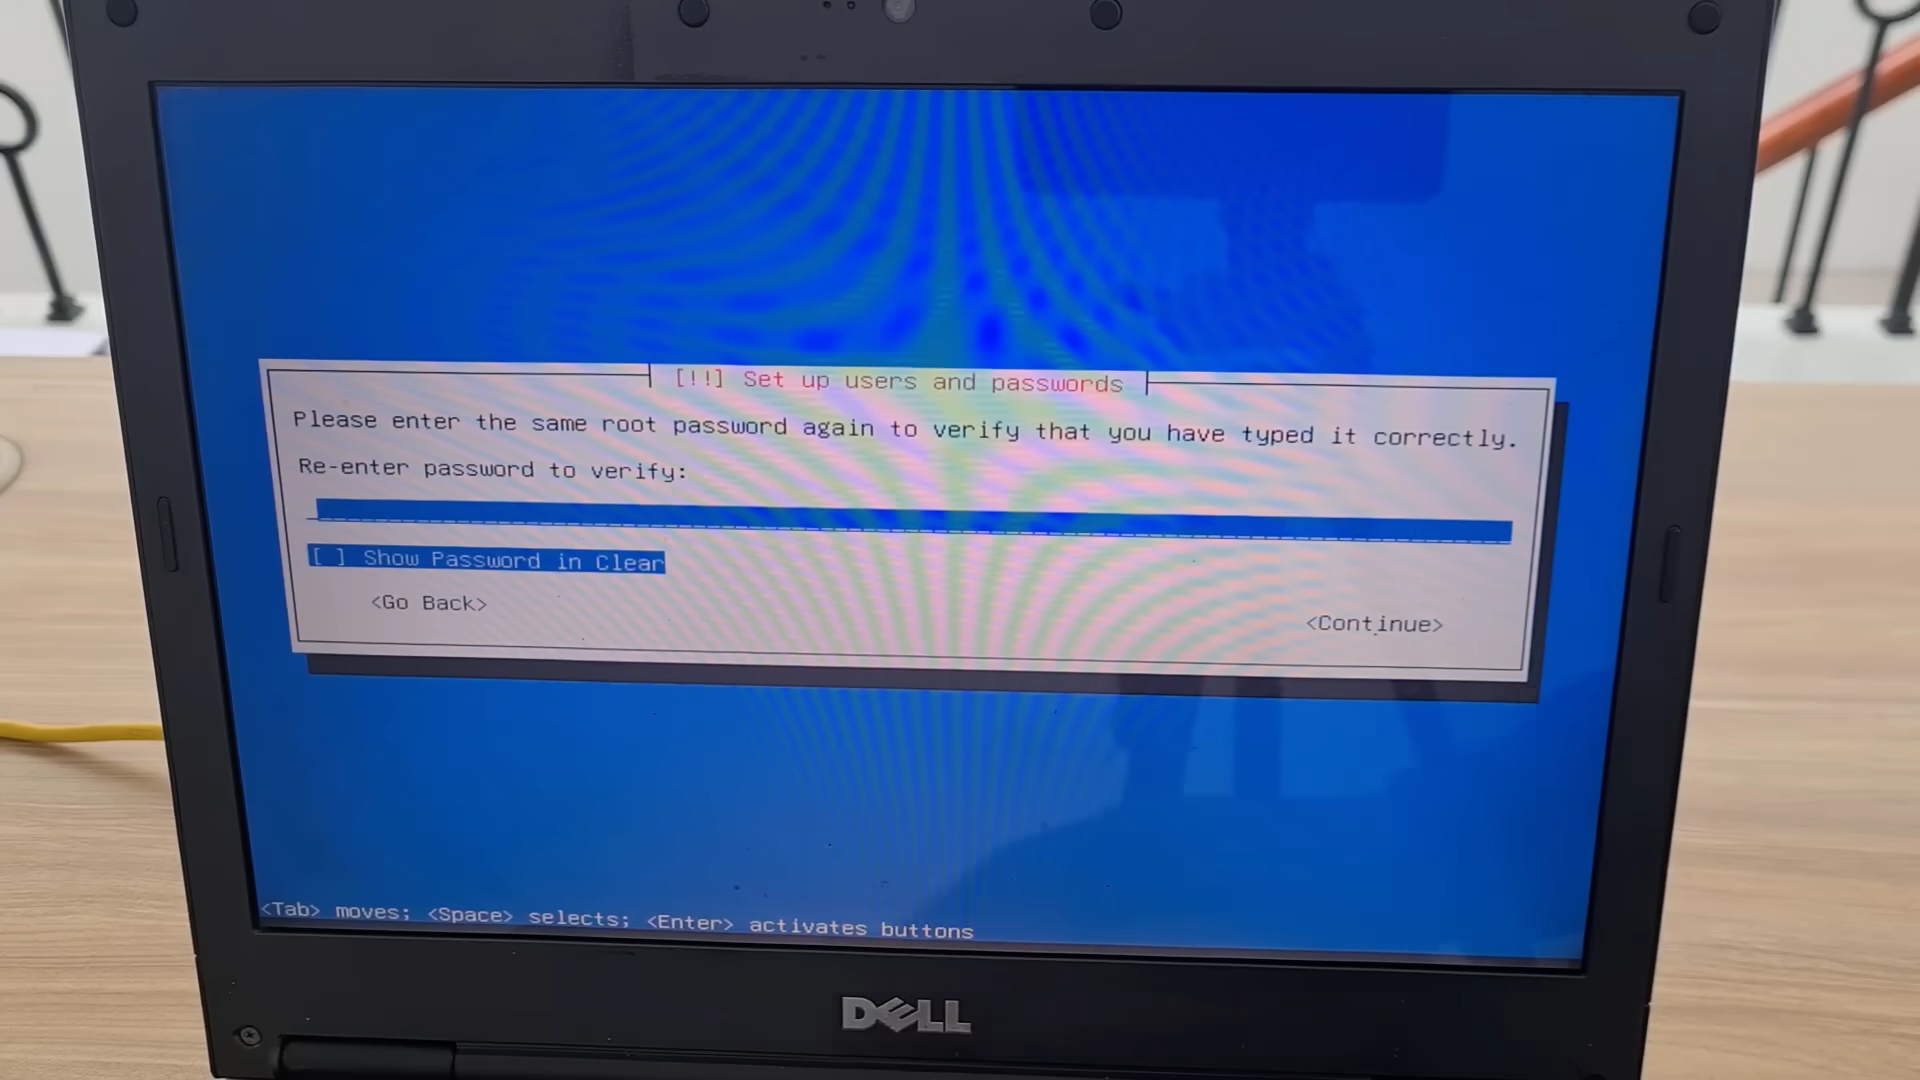 [!!] Set up users and passwords
Please enter the same root password again to verify that you have typed it correctly.
Re-enter password to verify:
[ ] Show Password in Clear
<Go Back>
<Continue>
<Tab> moves; <Space> selects; <Enter> activates buttons
DELL